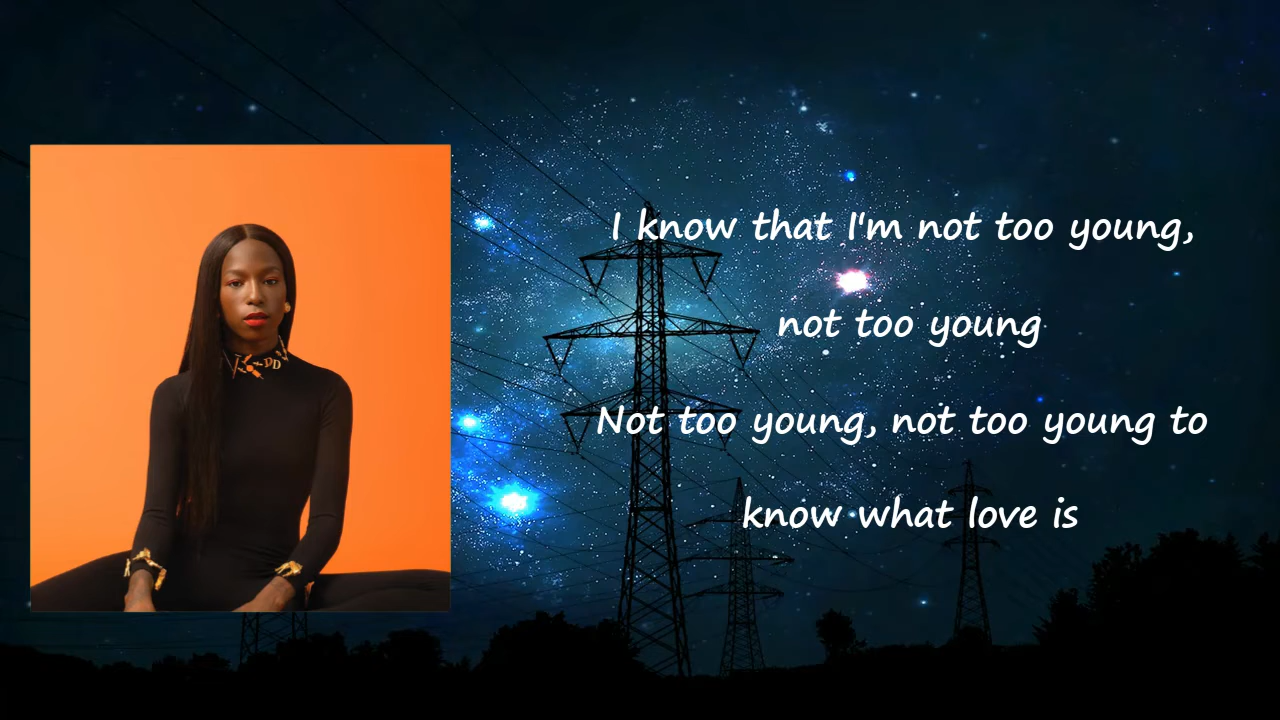 I know that I'm not too young,
not too young
Not too young, not too young to
know what love is